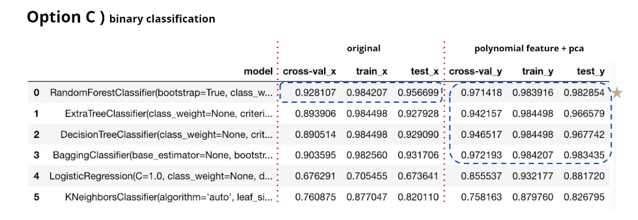 Option C ) binary classification
original polynomial feature + pca
model cross-val_x train_x test_x cross-val_y train_y test_y
0 RandomForestClassifier(bootstrap=True, class_w... 0.928107 0.984207 0.956699 0.971418 0.983916 0.982854
1 ExtraTreeClassifier(class_weight=None, criteri... 0.893906 0.984498 0.927928 0.942157 0.984498 0.966579
2 DecisionTreeClassifier(class_weight=None, crit... 0.890514 0.984498 0.929090 0.946517 0.984498 0.967742
3 BaggingClassifier(base_estimator=None, bootstr... 0.903595 0.982560 0.931706 0.972193 0.984207 0.983435
4 LogisticRegression(C=1.0, class_weight=None, d... 0.676291 0.705455 0.673641 0.855537 0.932177 0.881720
5 KNeighborsClassifier(algorithm='auto', leaf_si... 0.760875 0.877047 0.820110 0.758163 0.879760 0.826795